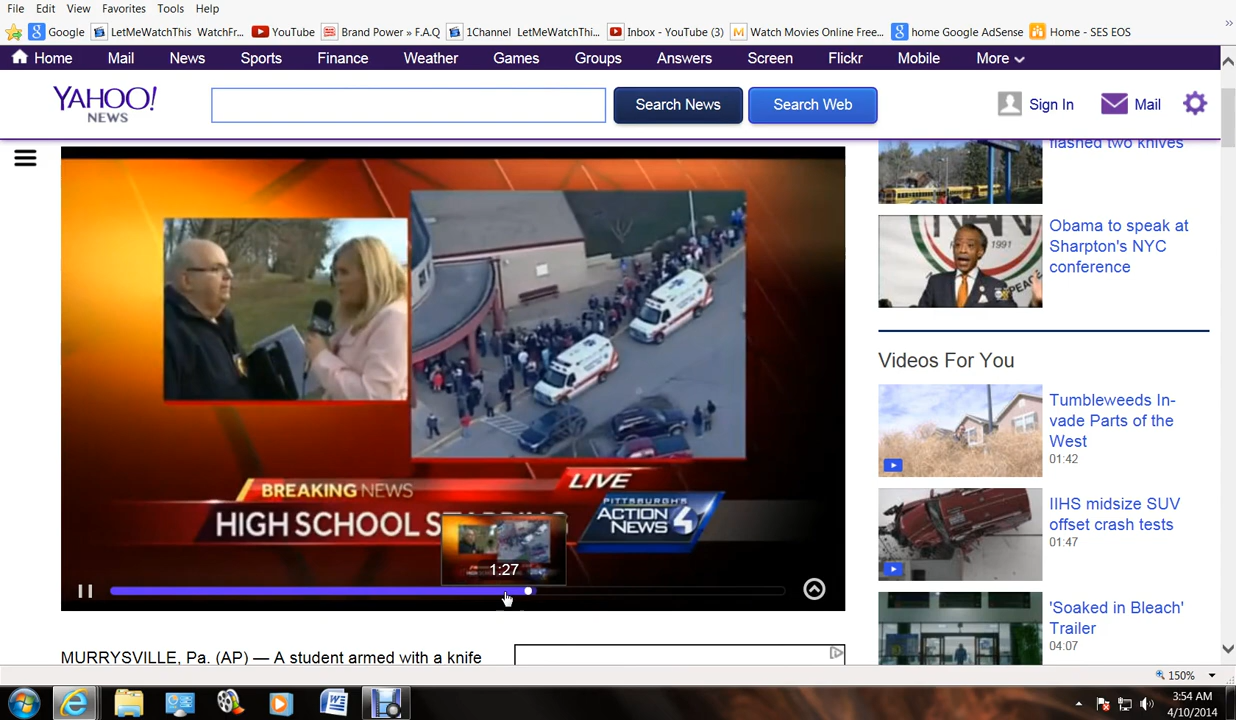 File Edit View Favorites Tools Help
Google LetMeWatchThis WatchFr... YouTube Brand Power » F.A.Q 1Channel LetMeWatchThi... Inbox - YouTube (3) Watch Movies Online Free... home Google AdSense Home - SES EOS »
Home Mail News Sports Finance Weather Games Groups Answers Screen Flickr Mobile More
YAHOO!
NEWS
Search News Search Web Sign In Mail
flashed two knives
1991
Obama to speak at
Sharpton's NYC
conference
Videos For You
Tumbleweeds In-
vade Parts of the
West
01:42
IIHS midsize SUV
offset crash tests
01:47
'Soaked in Bleach'
Trailer
04:07
LIVE
BREAKING NEWS
PITTSBURGH'S
ACTION
NEWS 4
HIGH SCHOOL
1:27
MURRYSVILLE, Pa. (AP) — A student armed with a knife
150%
3:54 AM
4/10/2014